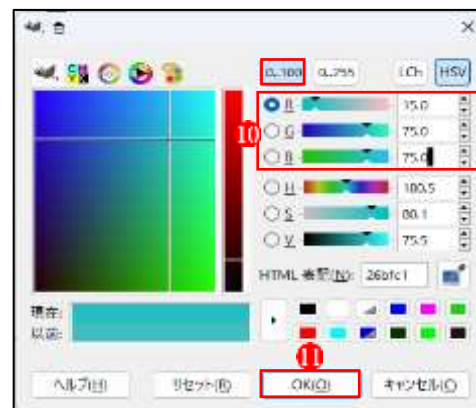 色
0..100 0..255 LCh HSV
R 15.0
10 G 75.0
B 75.0
H 180.5
S 80.1
V 75.5
HTML 表記(N): 26bfc1
現在:
以前:
11
ヘルプ(H) リセット(R) OK(O) キャンセル(C)